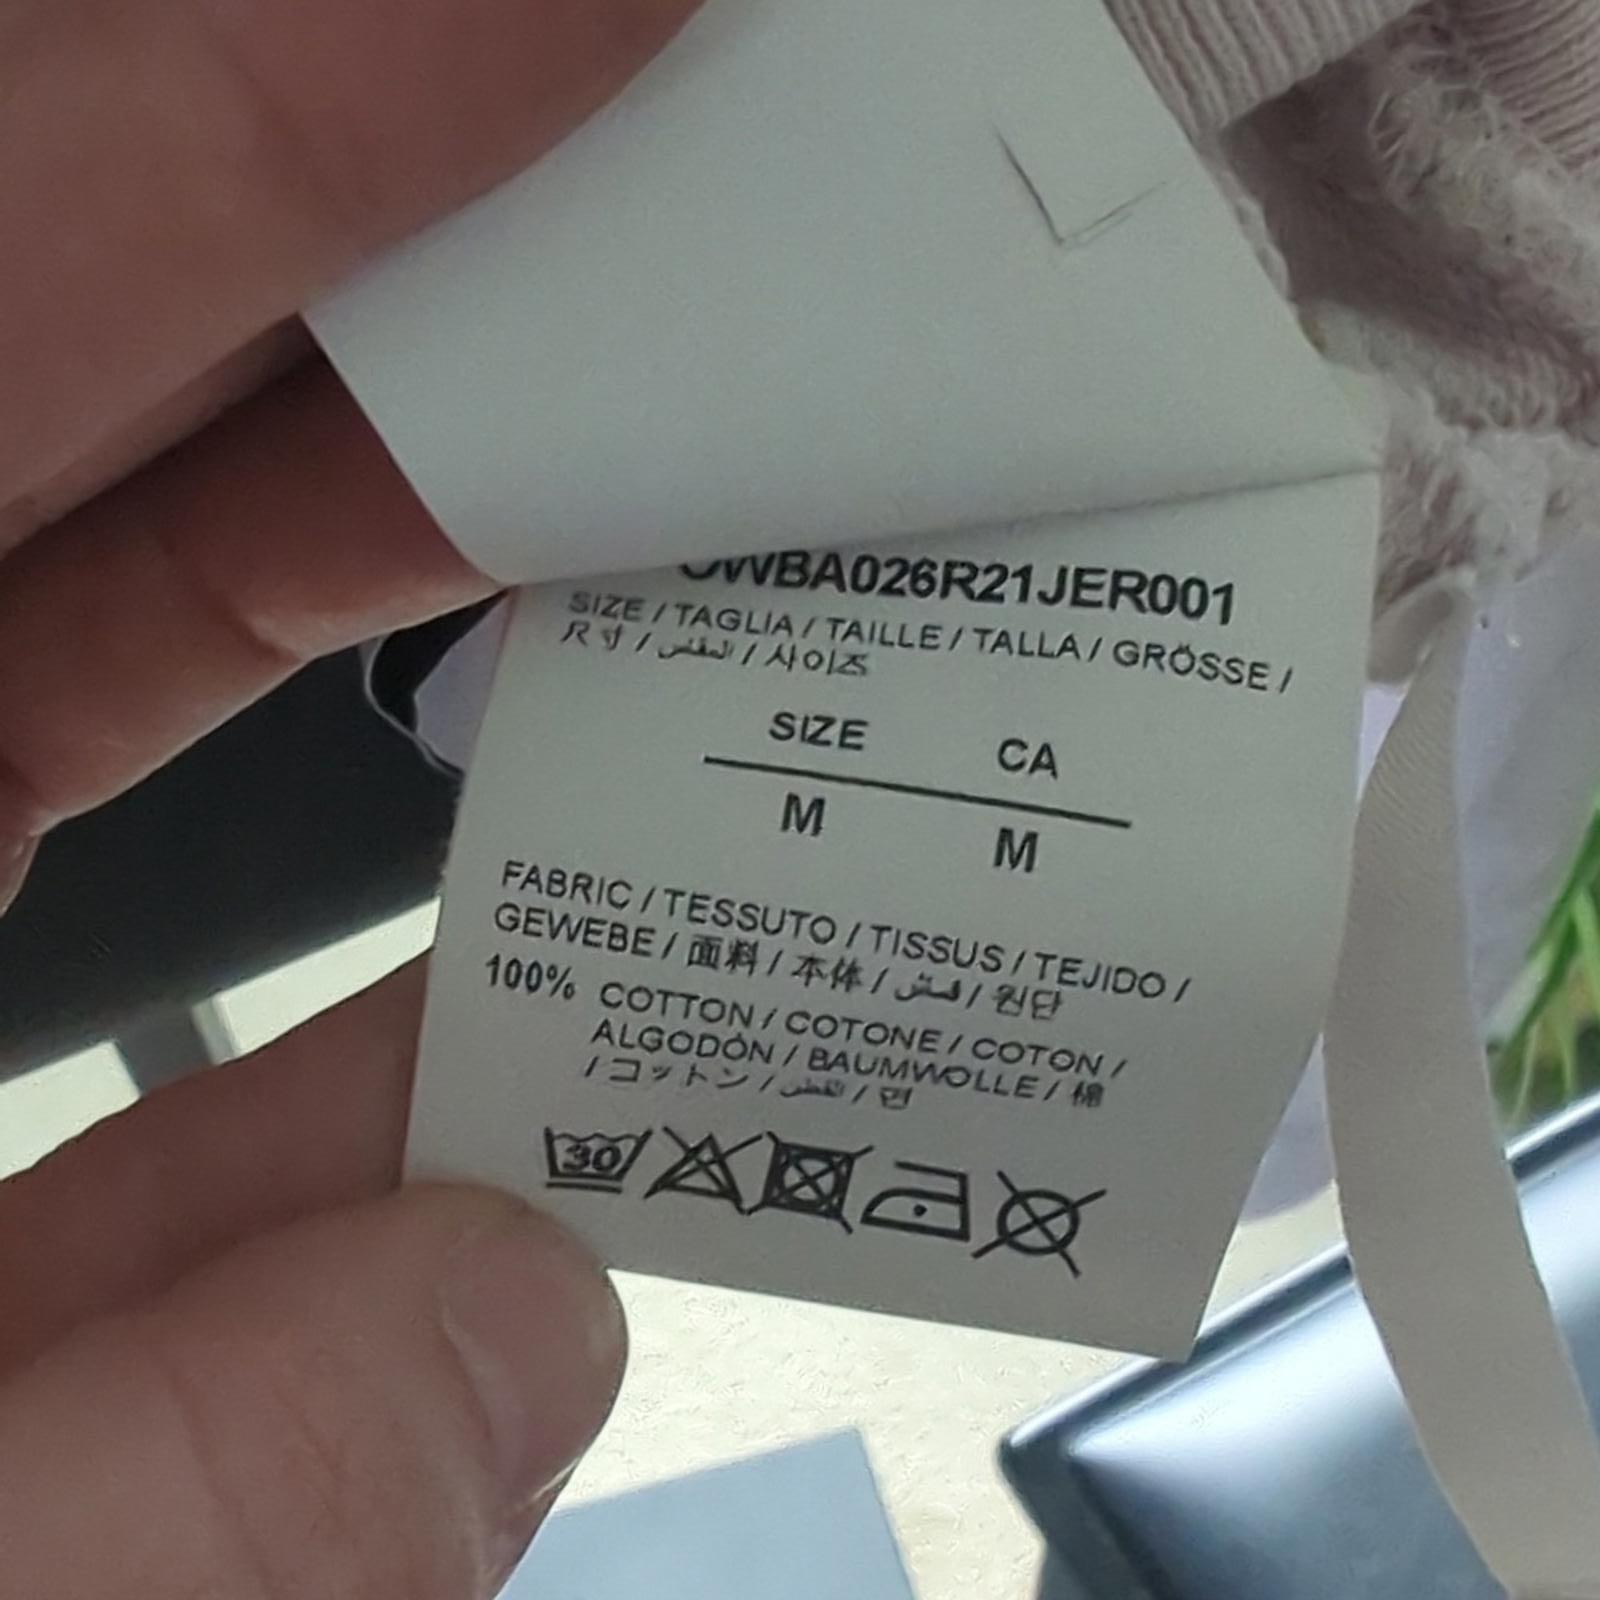 OWBA026R21JER001
SIZE / TAGLIA / TAILLE / TALLA / GRÖSSE /
尺寸 / المقاس / 사이즈
SIZE CA
M M
FABRIC / TESSUTO / TISSUS / TEJIDO /
GEWEBE / 面料 / 本体 / قماش / 원단
100% COTTON / COTONE / COTON /
ALGODÓN / BAUMWOLLE / 棉
/ コットン / القطن / 면
30